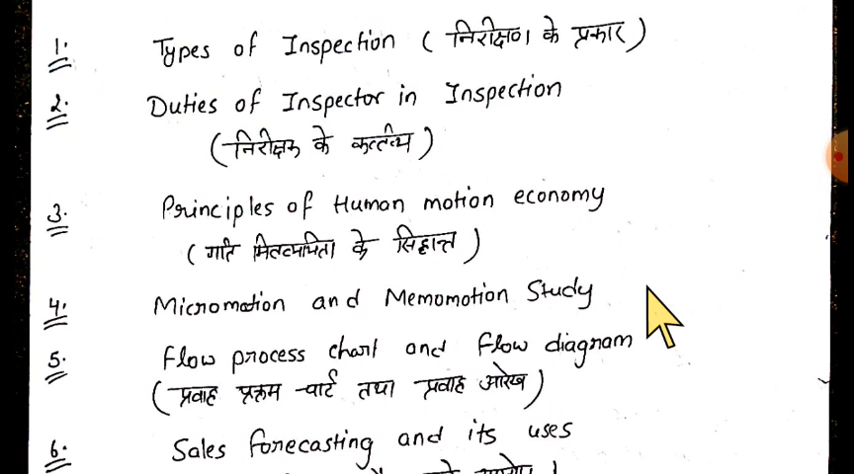 1. Types of Inspection ( निरीक्षण के प्रकार )
2. Duties of Inspector in Inspection
( निरीक्षक के कर्तव्य )
3. Principles of Human motion economy
( गति मितव्ययिता के सिद्धान्त )
4. Micromotion and Memomotion Study
5. Flow process chart and flow diagram
( प्रवाह प्रक्रम चार्ट तथा प्रवाह आरेख )
6. Sales forecasting and its uses